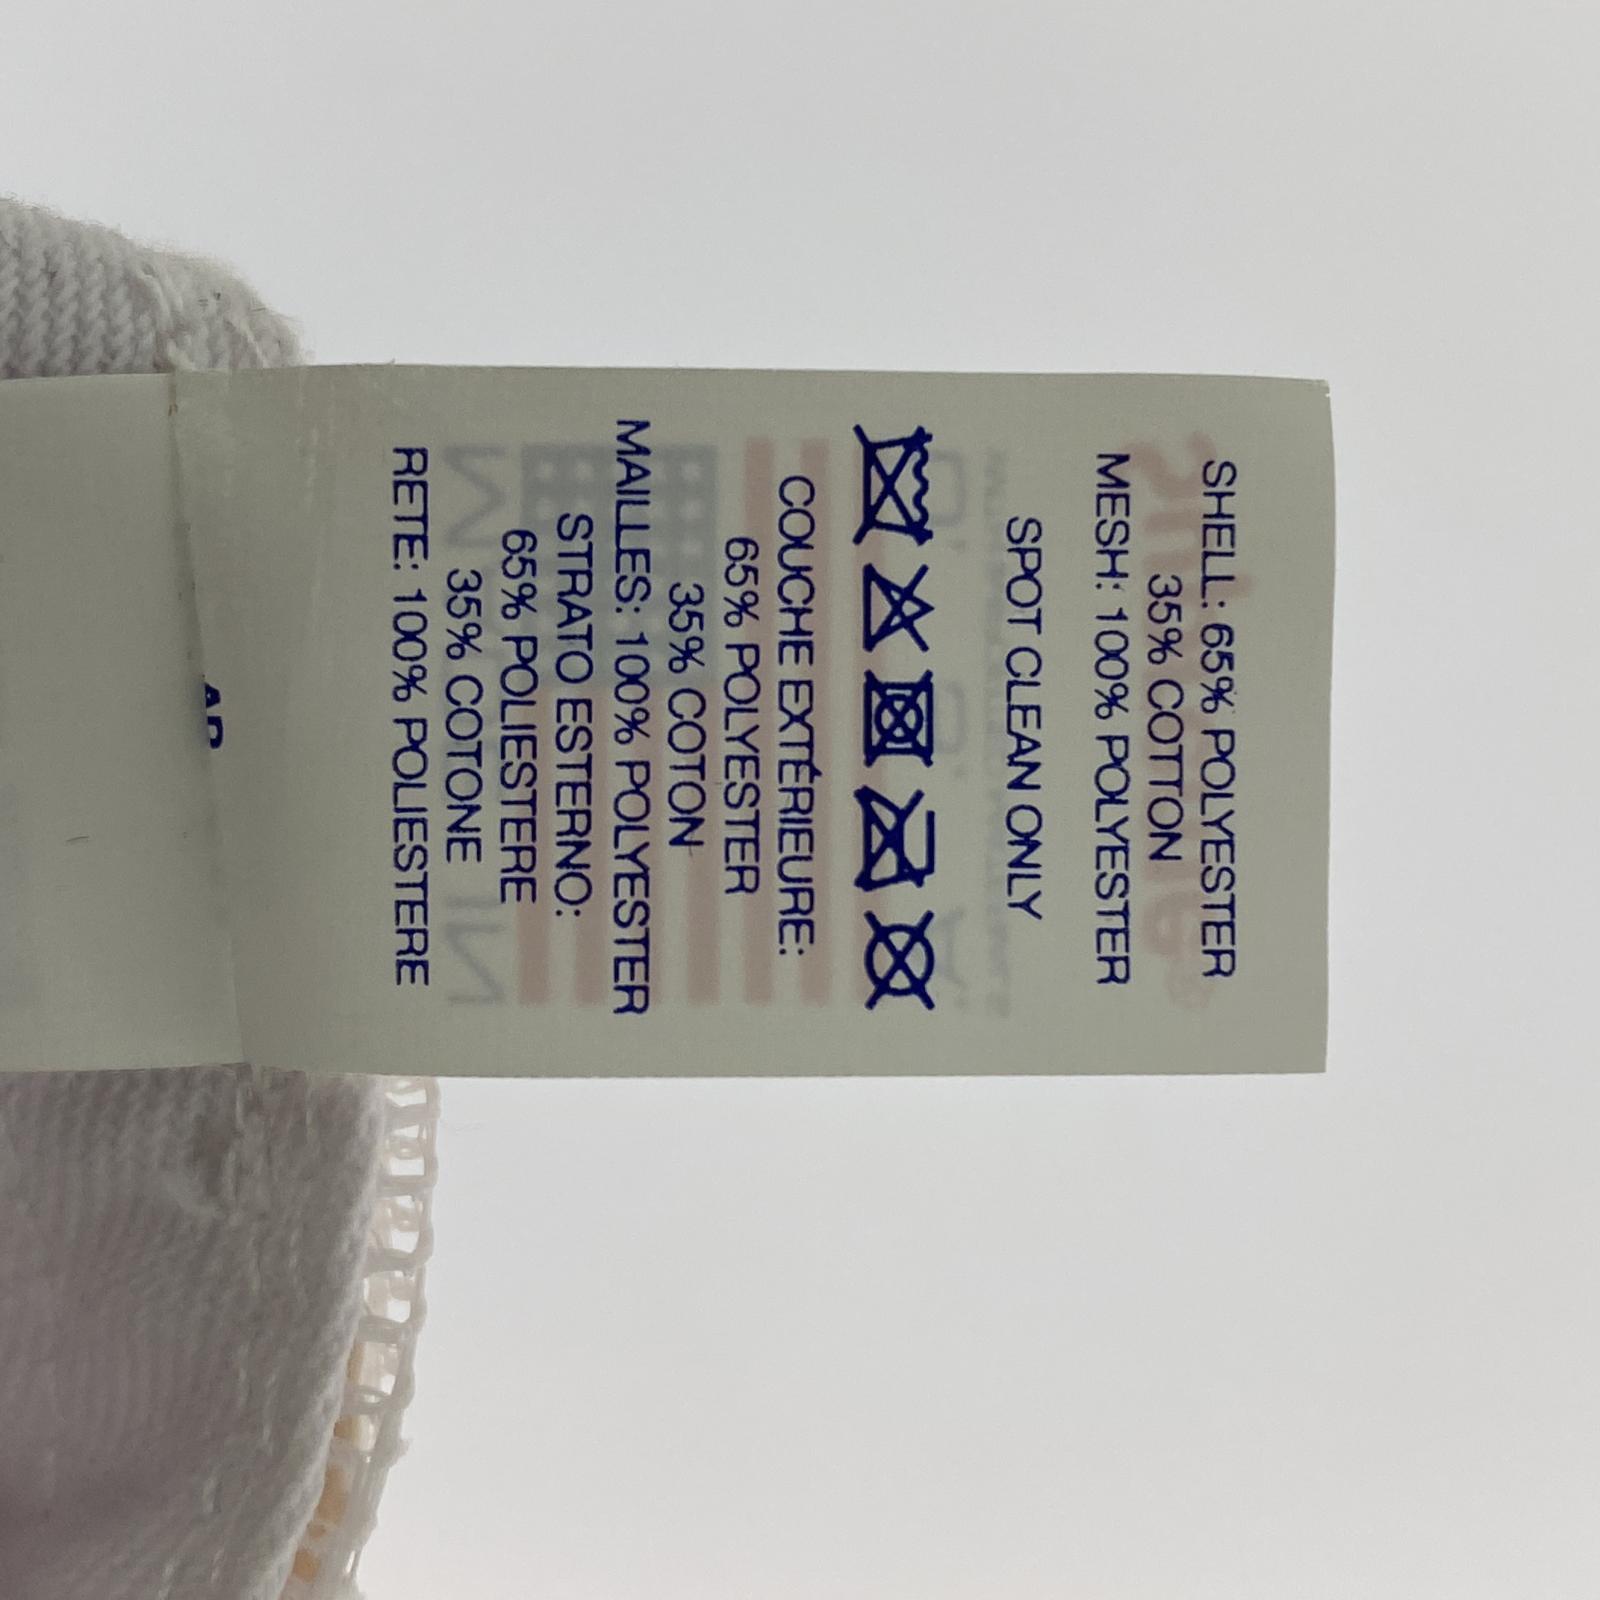 SHELL: 65% POLYESTER
35% COTTON
MESH: 100% POLYESTER
SPOT CLEAN ONLY
COUCHE EXTÉRIEURE:
65% POLYESTER
35% COTON
MAILLES: 100% POLYESTER
STRATO ESTERNO:
65% POLIESTERE
35% COTONE
RETE: 100% POLIESTERE